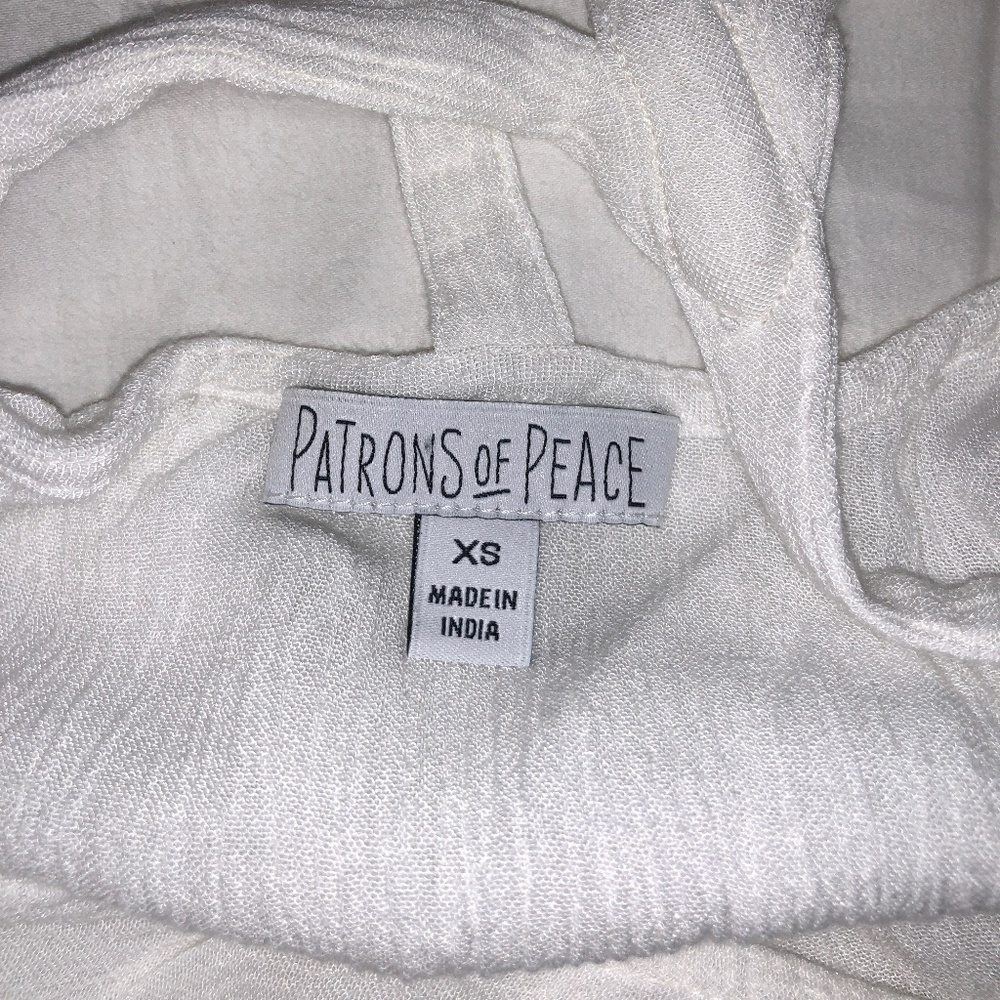 PATRONS OF PEACE
XS
MADE IN
INDIA